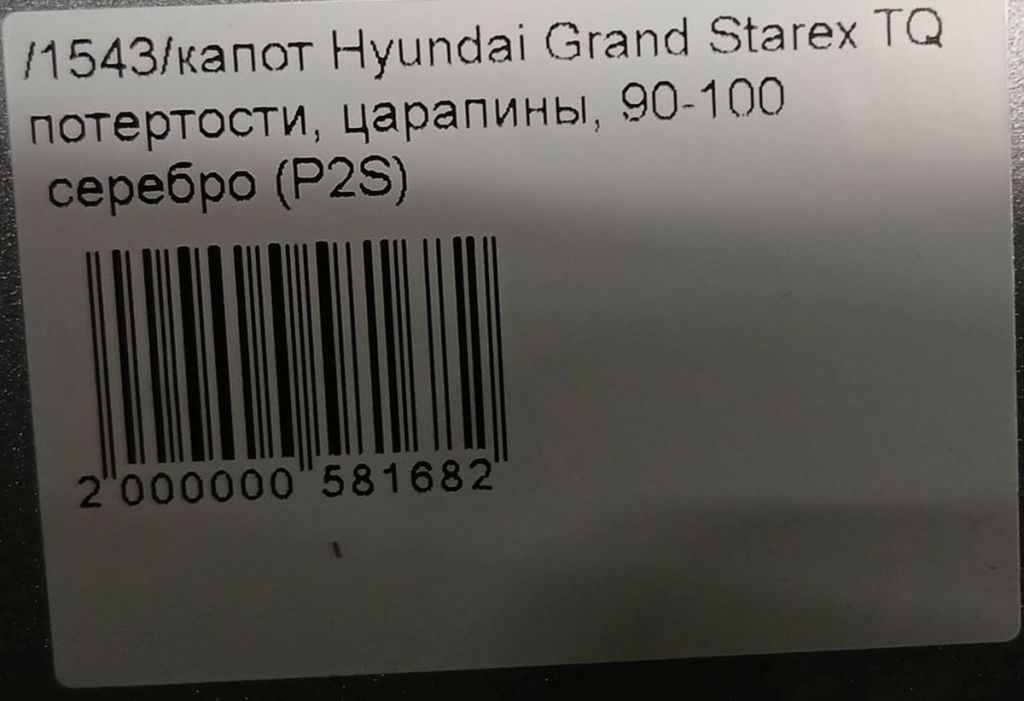 /1543/капот Hyundai Grand Starex TQ
потертости, царапины, 90-100
серебро (P2S)
2 000000 581682